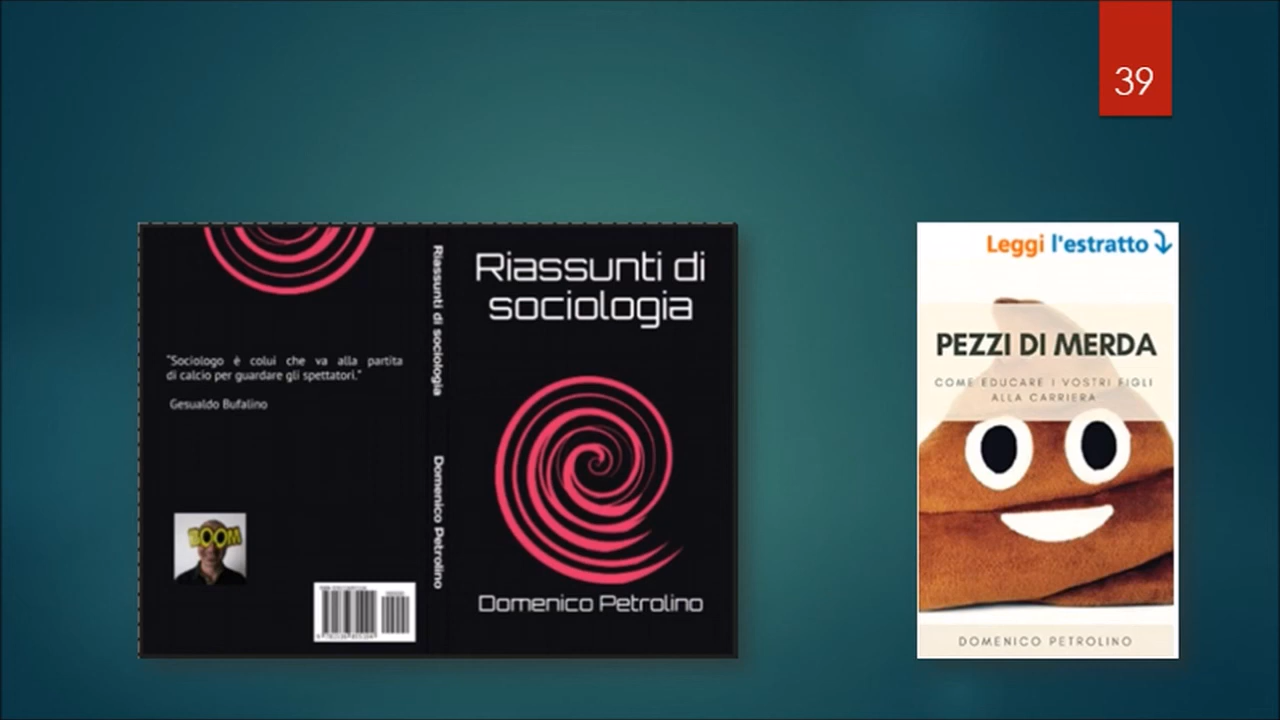 39
"Sociologo è colui che va alla partita
di calcio per guardare gli spettatori."
Gesualdo Bufalino
BOOM
Riassunti di sociologia
Domenico Petrolino
Riassunti di
sociologia
Domenico Petrolino
Leggi l'estratto
PEZZI DI MERDA
COME EDUCARE I VOSTRI FIGLI
ALLA CARRIERA
DOMENICO PETROLINO